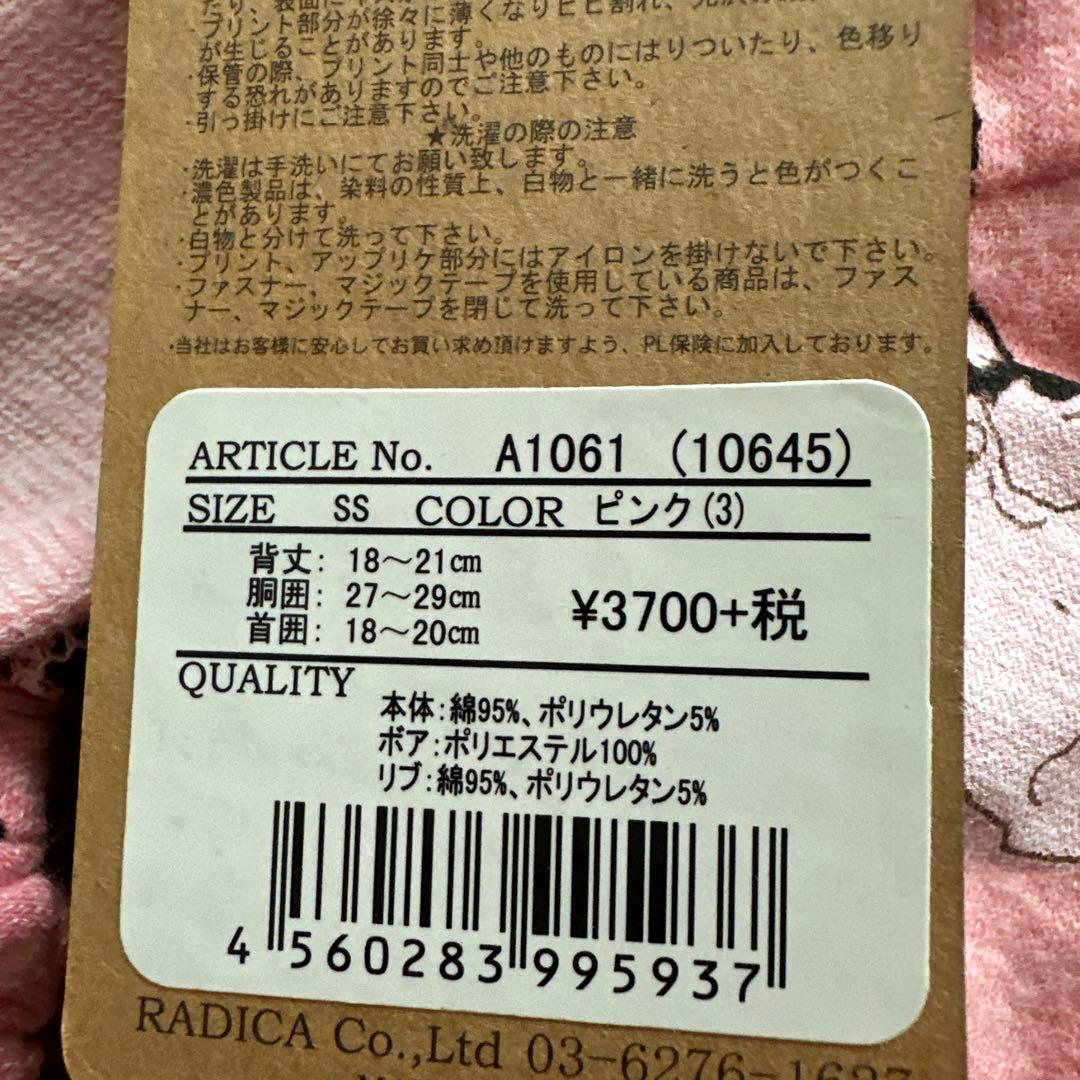 プリント部分が徐々に薄くなりヒビ割れ、
が生じることがあります。
・保管の際、プリント同士や他のものにはりついたり、色移り
する恐れがありますのでご注意下さい。
・引っ掛けにご注意下さい。
★洗濯の際の注意
・洗濯は手洗いにてお願い致します。
・濃色製品は、染料の性質上、白物と一緒に洗うと色がつくこ
とがあります。
・白物と分けて洗って下さい。
・プリント、アップリケ部分にはアイロンを掛けないで下さい。
・ファスナー、マジックテープを使用している商品は、ファス
ナー、マジックテープを閉じて洗って下さい。
・当社はお客様に安心してお買い求め頂けますよう、PL保険に加入しております。
ARTICLE No. A1061 (10645)
SIZE SS COLOR ピンク(3)
背丈: 18～21㎝
胴囲: 27～29㎝
首囲: 18～20㎝
¥3700+税
QUALITY
本体:綿95%、ポリウレタン5%
ボア:ポリエステル100%
リブ:綿95%、ポリウレタン5%
4 560283 995937
RADICA Co.,Ltd 03-6276-1627